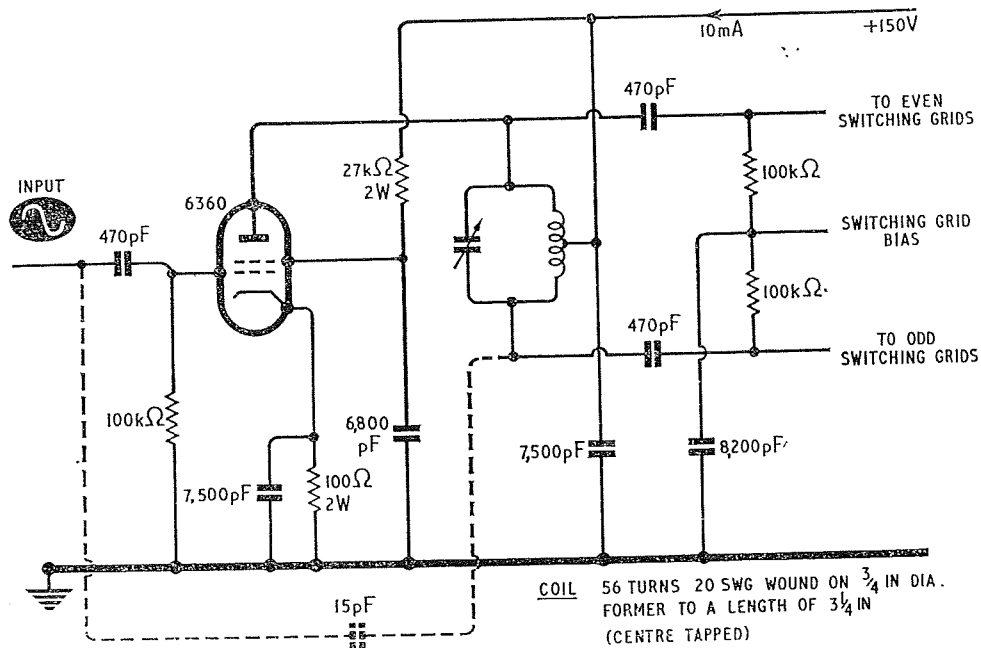 10mA
+150V
470pF
TO EVEN
SWITCHING GRIDS
27kΩ
2W
100kΩ
INPUT
6360
470pF
SWITCHING GRID
BIAS
100kΩ
470pF
TO ODD
SWITCHING GRIDS
100kΩ
6,800
pF
7,500pF
8,200pF
7,500pF
100Ω
2W
15pF
COIL 56 TURNS 20 SWG WOUND ON 3/4 IN DIA.
FORMER TO A LENGTH OF 3 1/4 IN
(CENTRE TAPPED)